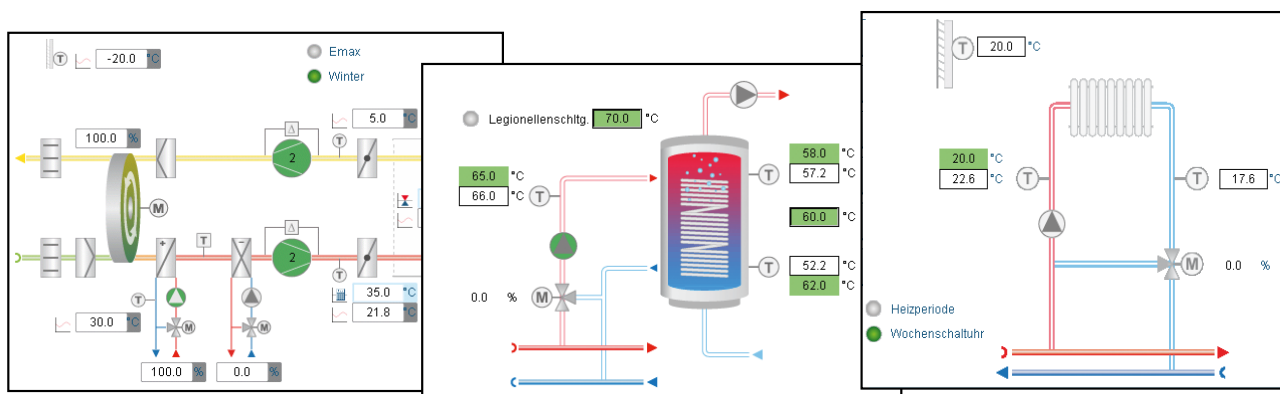 -20.0 °C
Emax
Winter
T
100.0 %
5.0 °C
Δ
2
T
M
+
T
−
Δ
2
T
T
30.0 °C
M
M
35.0 °C
21.8 °C
100.0 %
0.0 %
Legionellenschltg. 70.0 °C
65.0 °C
66.0 °C
T
58.0 °C
57.2 °C
T
60.0 °C
52.2 °C
62.0 °C
T
0.0 %
M
T
20.0 °C
20.0 °C
22.6 °C
T
T
17.6 °C
M
0.0 %
Heizperiode
Wochenschaltuhr